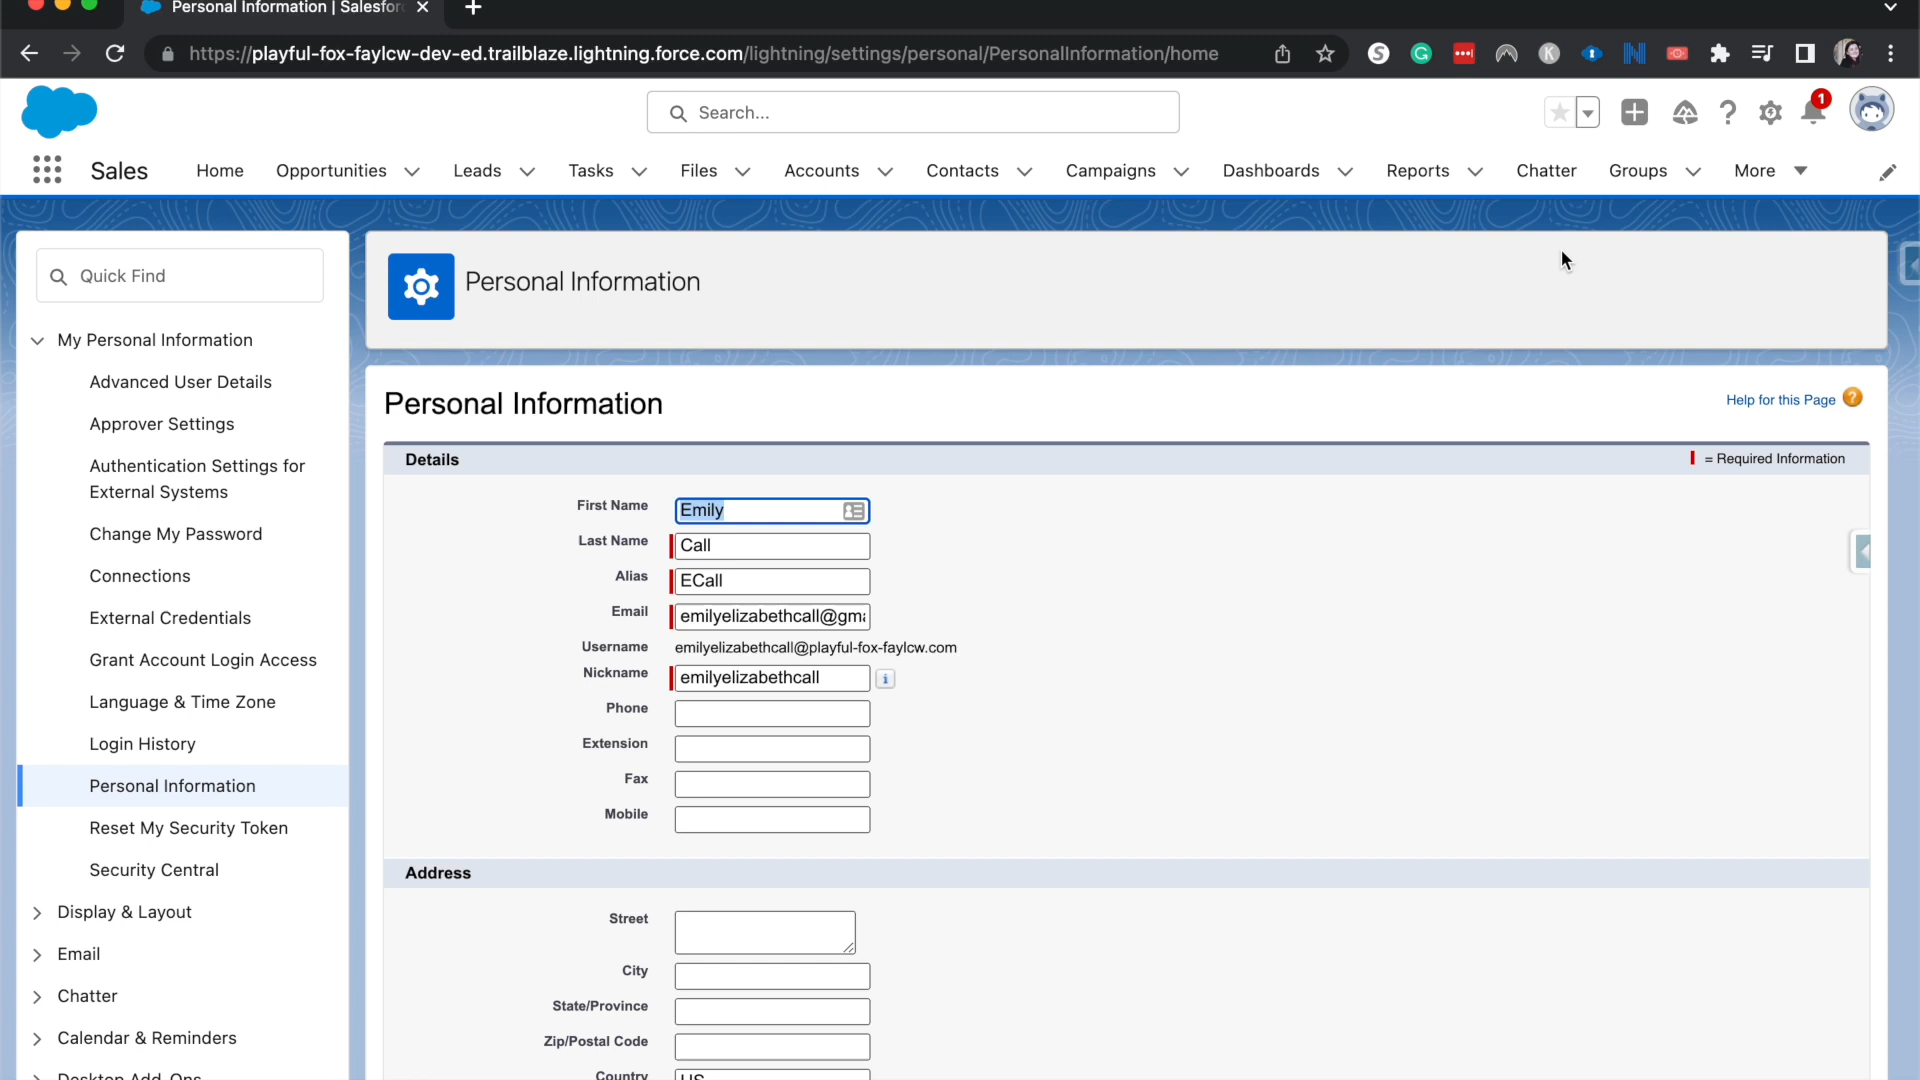 Personal Information | Salesfor
https://playful-fox-faylcw-dev-ed.trailblaze.lightning.force.com/lightning/settings/personal/PersonalInformation/home
Search...
1
Sales
Home
Opportunities
Leads
Tasks
Files
Accounts
Contacts
Campaigns
Dashboards
Reports
Chatter
Groups
More
Quick Find
My Personal Information
Advanced User Details
Approver Settings
Authentication Settings for
External Systems
Change My Password
Connections
External Credentials
Grant Account Login Access
Language & Time Zone
Login History
Personal Information
Reset My Security Token
Security Central
Display & Layout
Email
Chatter
Calendar & Reminders
Desktop Add-Ons
Personal Information
Personal Information
Help for this Page
Details
= Required Information
First Name Emily
Last Name Call
Alias ECall
Email emilyelizabethcall@gma
Username emilyelizabethcall@playful-fox-faylcw.com
Nickname emilyelizabethcall
Phone
Extension
Fax
Mobile
Address
Street
City
State/Province
Zip/Postal Code
Country US